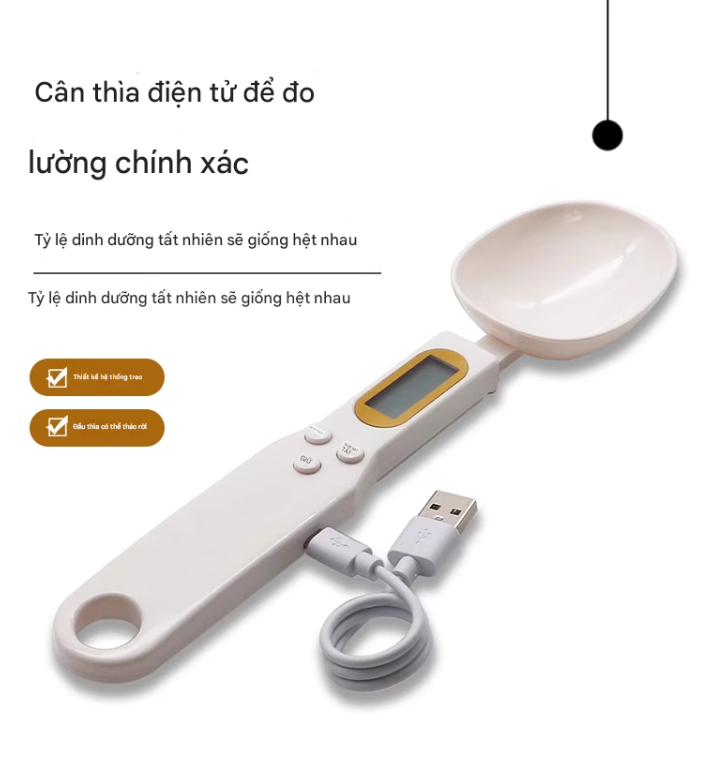 Cân thìa điện tử để đo
lường chính xác
Tỷ lệ dinh dưỡng tất nhiên sẽ giống hệt nhau
Tỷ lệ dinh dưỡng tất nhiên sẽ giống hệt nhau
Thiết kế hệ thống treo
Đầu thìa có thể tháo rời
TẮT
GIỮ